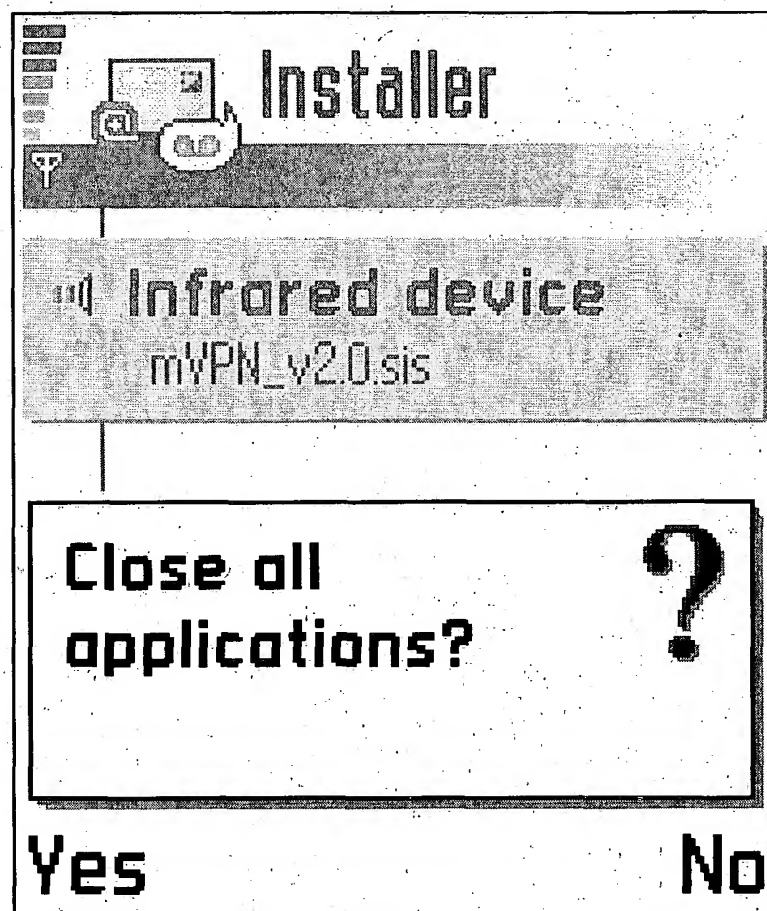 Installer
Infrared device
mVPN_v2.0.sis
Close all
applications?
Yes No